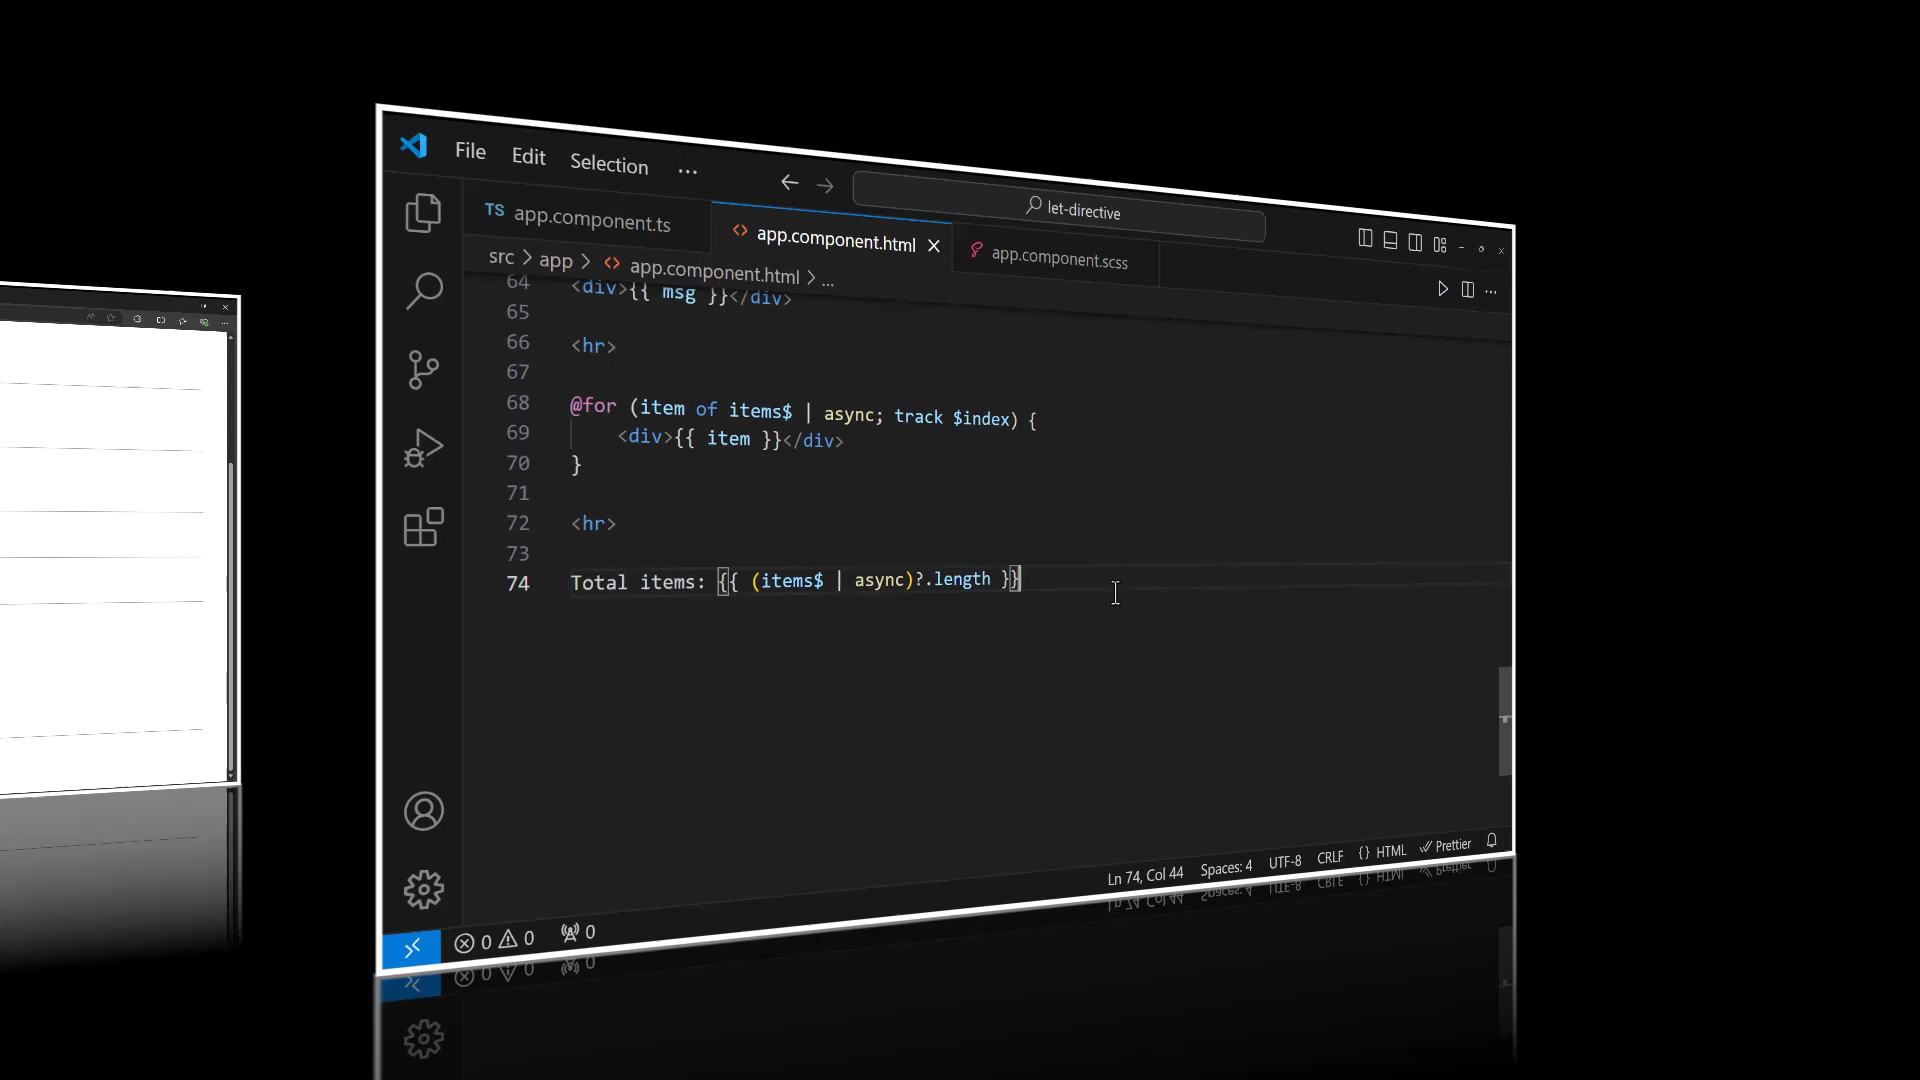 File Edit Selection ···
let-directive
TS app.component.ts
app.component.html
app.component.scss
src > app > app.component.html > ...
64 <div>{{ msg }}</div>
65
66 <hr>
67
68 @for (item of items$ | async; track $index) {
69 <div>{{ item }}</div>
70 }
71
72 <hr>
73
74 Total items: {{ (items$ | async)?.length }}
Ln 74, Col 44 Spaces: 4 UTF-8 CRLF {} HTML Prettier
0 0 0